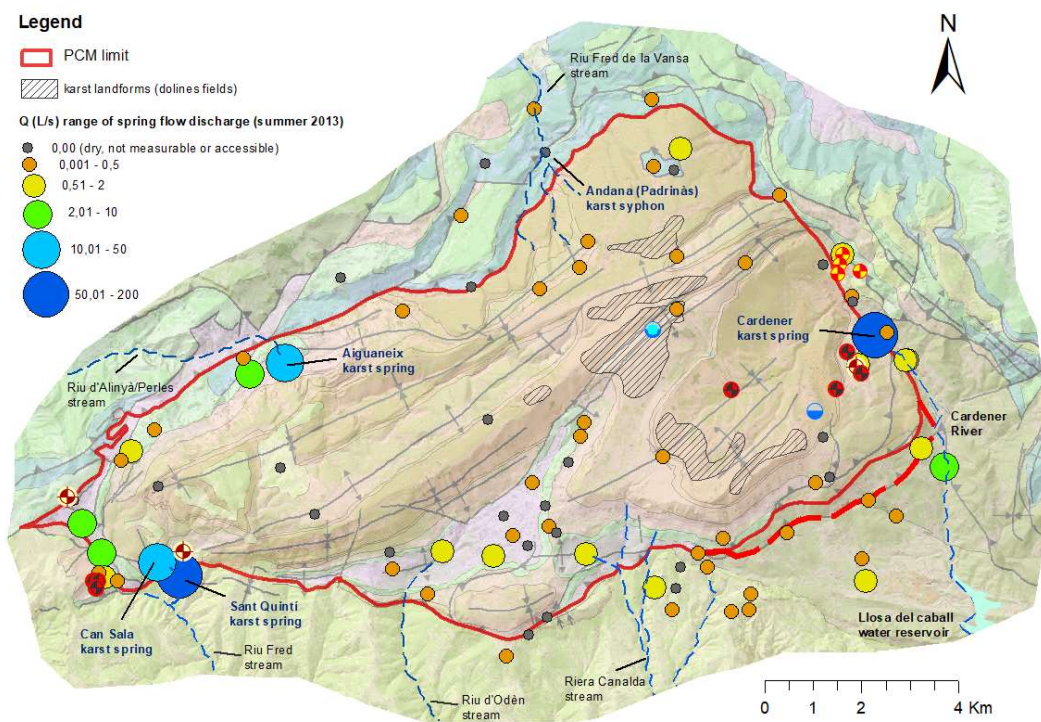 Legend
PCM limit
karst landforms (dolines fields)
Q (L/s) range of spring flow discharge (summer 2013)
0,00 (dry, not measurable or accessible)
0,001 - 0,5
0,51 - 2
2,01 - 10
10,01 - 50
50,01 - 200
N
Riu Fred de la Vansa
stream
Andana (Padrinàs)
karst syphon
Cardener
karst spring
Aiguaneix
karst spring
Riu d'Alinyà/Perles
stream
Cardener
River
Sant Quintí
karst spring
Can Sala
karst spring
Riu Fred
stream
Riu d'Odèn
stream
Riera Canalda
stream
Llosa del caball
water reservoir
0 1 2 4 Km